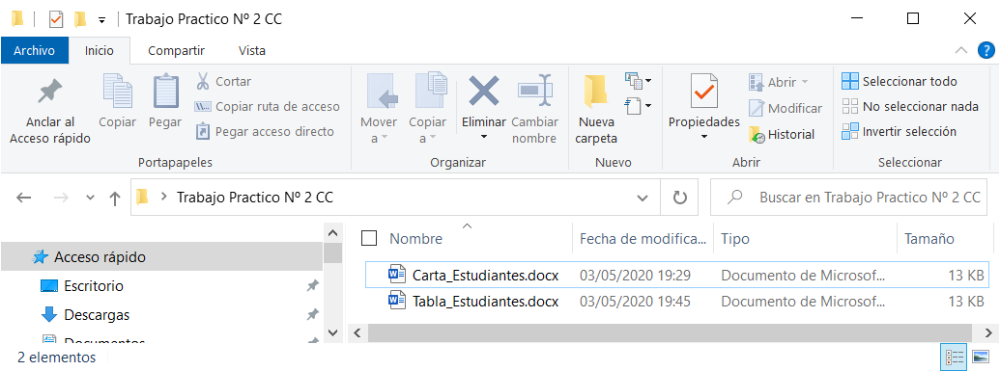 Trabajo Practico Nº 2 CC
Archivo Inicio Compartir Vista
Anclar al Acceso rápido
Copiar
Pegar
Cortar
Copiar ruta de acceso
Pegar acceso directo
Portapapeles
Mover a
Copiar a
Eliminar
Cambiar nombre
Organizar
Nueva carpeta
Nuevo
Propiedades
Abrir
Modificar
Historial
Abrir
Seleccionar todo
No seleccionar nada
Invertir selección
Seleccionar
Trabajo Practico Nº 2 CC
Buscar en Trabajo Practico Nº 2 CC
Acceso rápido
Escritorio
Descargas
Documentos
Nombre Fecha de modifica... Tipo Tamaño
Carta_Estudiantes.docx 03/05/2020 19:29 Documento de Microsof... 13 KB
Tabla_Estudiantes.docx 03/05/2020 19:45 Documento de Microsof... 13 KB
2 elementos